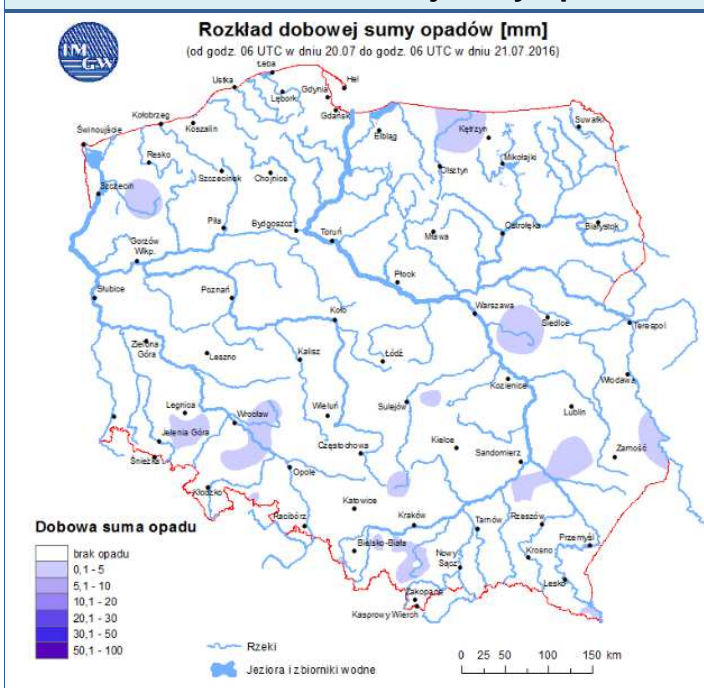 Rozkład dobowej sumy opadów [mm]
(od godz. 06 UTC w dniu 20.07 do godz. 06 UTC w dniu 21.07.2016)
IM
GW
Łeba
Hel
Ustka
Lębork
Gdynia
Gdańsk
Kołobrzeg
Koszalin
Świnoujście
Elbląg
Kętrzyn
Suwałki
Resko
Mikołajki
Olsztyn
Szczecinek
Chojnice
Szczecin
Piła
Bydgoszcz
Toruń
Mława
Ostrołęka
Białystok
Gorzów
Wlkp.
Płock
Słubice
Poznań
Koło
Warszawa
Siedlce
Terespol
Zielona
Góra
Leszno
Kalisz
Łódź
Kozienice
Włodawa
Legnica
Wrocław
Wieluń
Sulejów
Lublin
Jelenia Góra
Częstochowa
Kielce
Sandomierz
Zamość
Śnieżka
Opole
Kłodzko
Katowice
Racibórz
Kraków
Tarnów
Rzeszów
Przemyśl
Bielsko-Biała
Nowy
Sącz
Krosno
Lesko
Zakopane
Kasprowy Wierch
Dobowa suma opadu
brak opadu
0,1 - 5
5,1 - 10
10,1 - 20
20,1 - 30
30,1 - 50
50,1 - 100
Rzeki
Jeziora i zbiorniki wodne
0 25 50 100 150 km